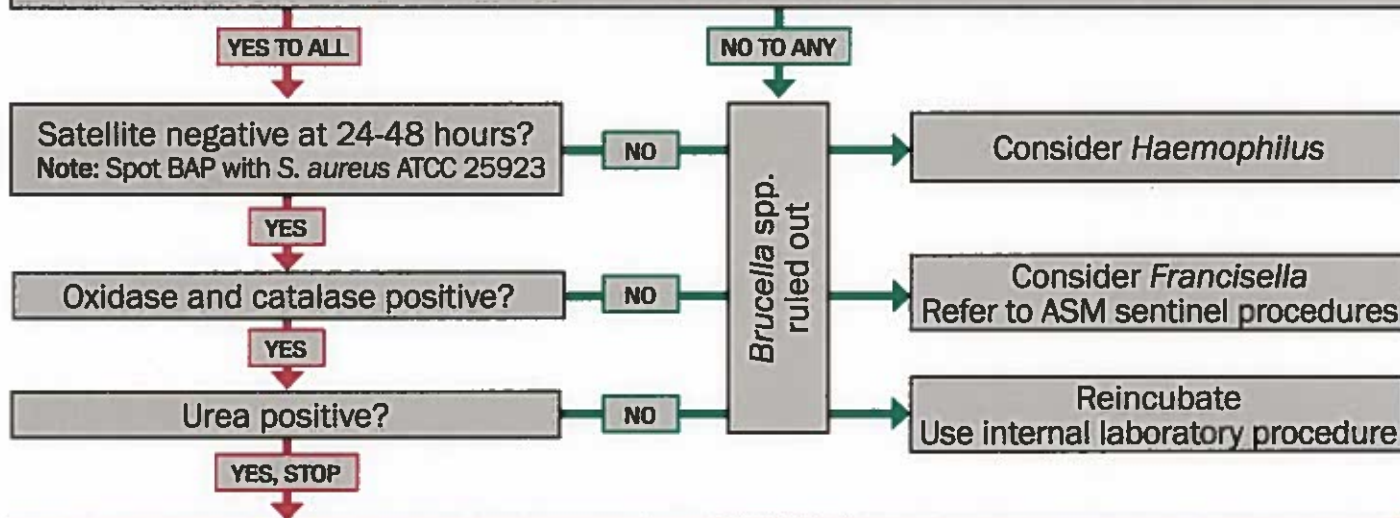 YES TO ALL
NO TO ANY
Satellite negative at 24-48 hours?
Note: Spot BAP with S. aureus ATCC 25923
NO
Brucella spp.
ruled out
Consider Haemophilus
YES
Oxidase and catalase positive?
NO
Consider Francisella
Refer to ASM sentinel procedures
YES
Urea positive?
NO
Reincubate
Use internal laboratory procedure
YES, STOP